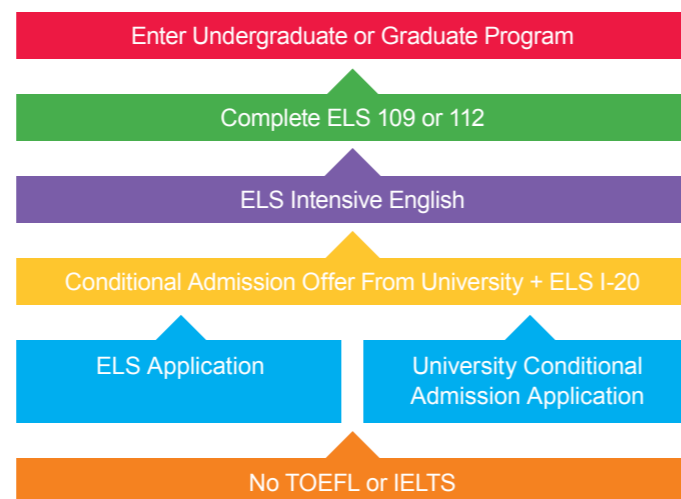 Enter Undergraduate or Graduate Program
Complete ELS 109 or 112
ELS Intensive English
Conditional Admission Offer From University + ELS I-20
ELS Application
University Conditional
Admission Application
No TOEFL or IELTS